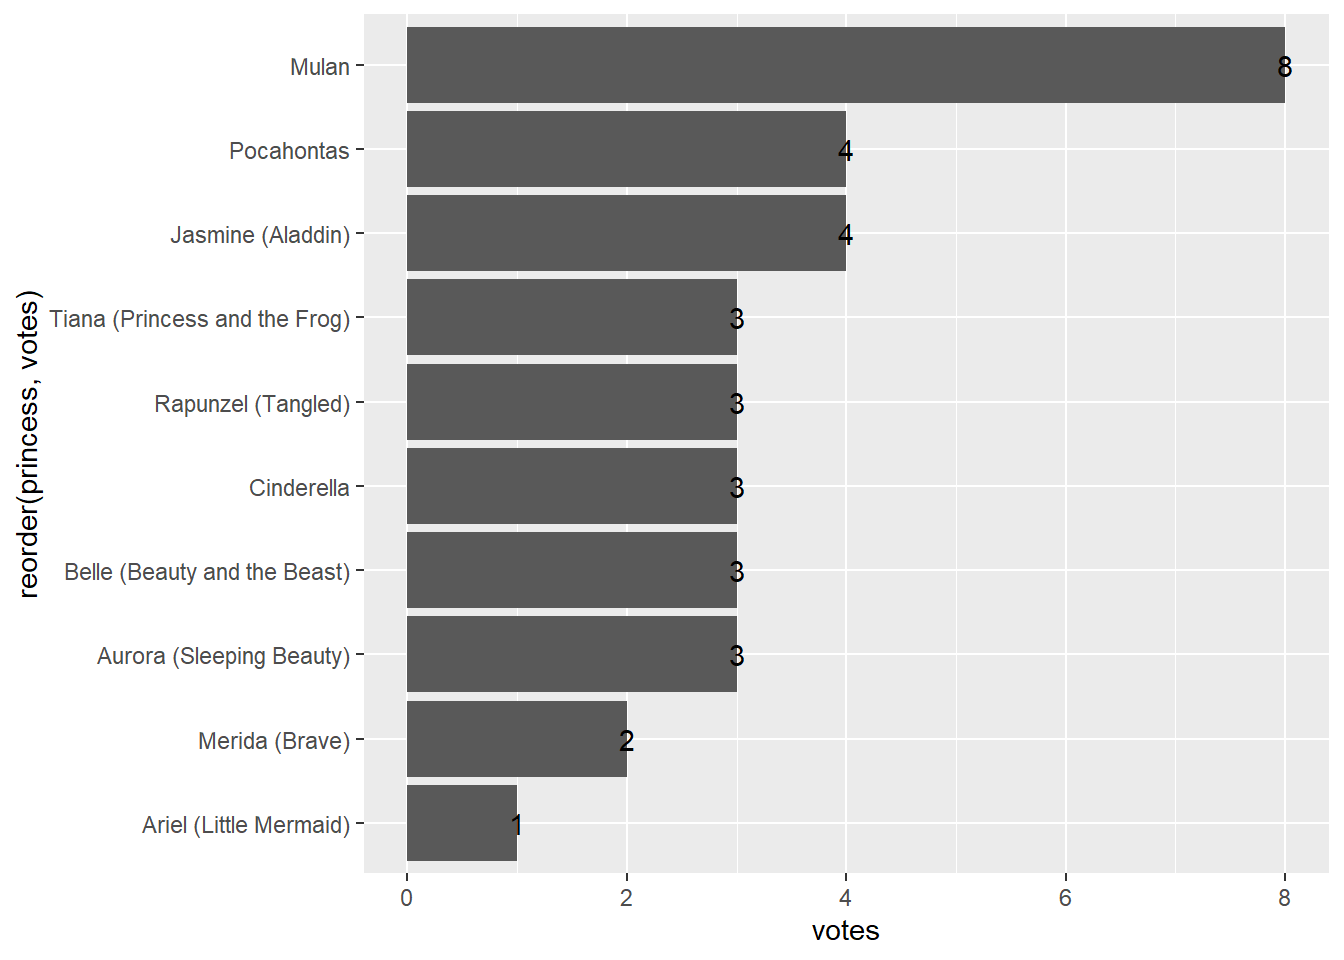 Mulan 8
Pocahontas 4
Jasmine (Aladdin) 4
Tiana (Princess and the Frog) 3
Rapunzel (Tangled) 3
Cinderella 3
Belle (Beauty and the Beast) 3
Aurora (Sleeping Beauty) 3
Merida (Brave) 2
Ariel (Little Mermaid) 1
0 2 4 6 8
votes
reorder(princess, votes)